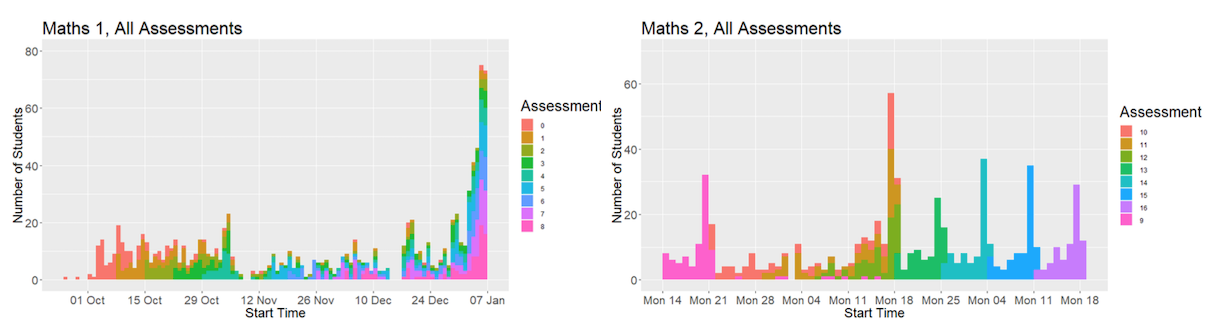 Maths 1, All Assessments
80
60
40
20
0
Number of Students
01 Oct 15 Oct 29 Oct 12 Nov 26 Nov 10 Dec 24 Dec 07 Jan
Start Time
Assessment
0
1
2
3
4
5
6
7
8
Maths 2, All Assessments
60
40
20
0
Number of Students
Mon 14 Mon 21 Mon 28 Mon 04 Mon 11 Mon 18 Mon 25 Mon 04 Mon 11 Mon 18
Start Time
Assessment
10
11
12
13
14
15
16
9